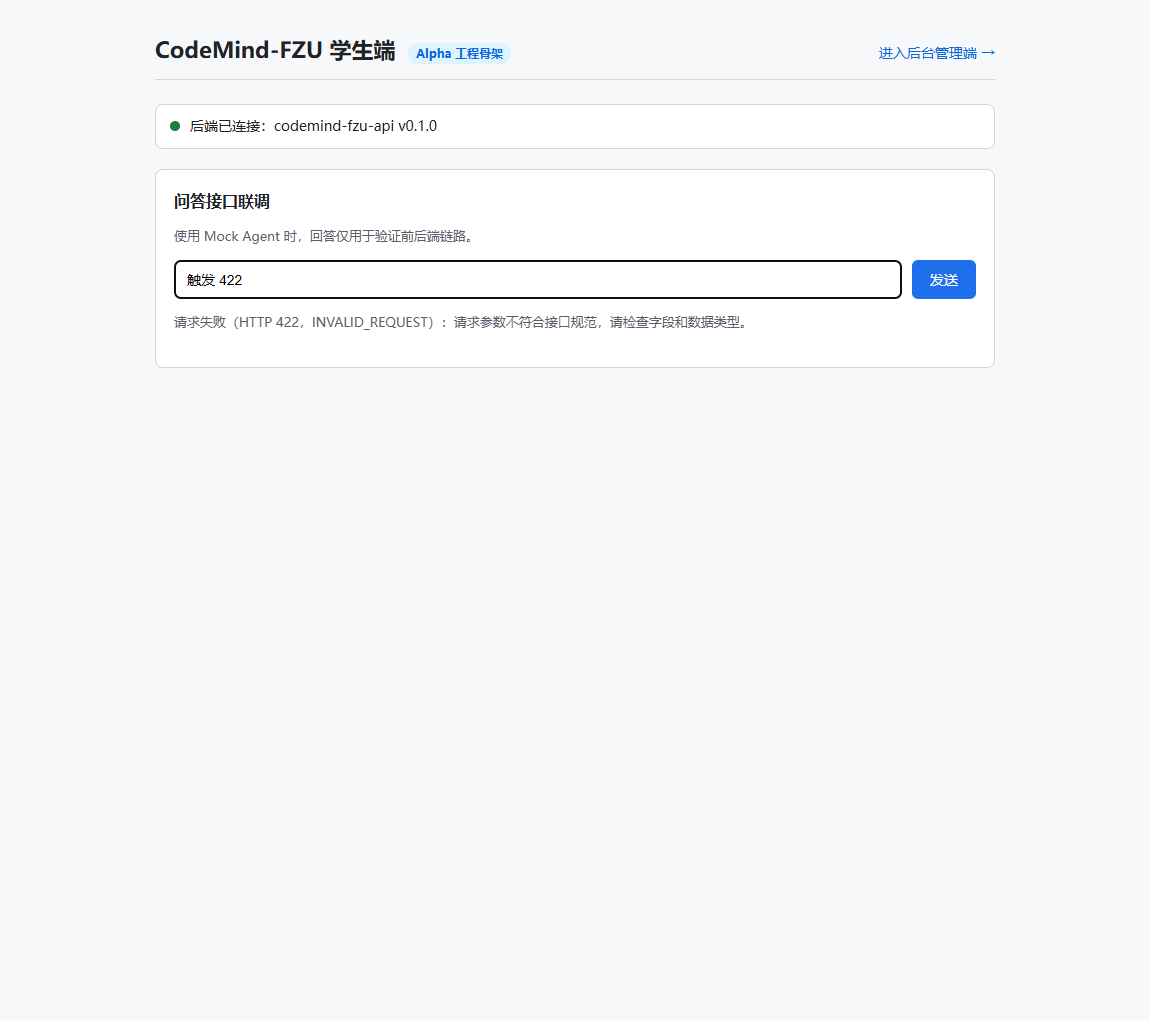 CodeMind-FZU 学生端 Alpha 工程骨架 进入后台管理端 →
后端已连接：codemind-fzu-api v0.1.0
问答接口联调
使用 Mock Agent 时，回答仅用于验证前后端链路。
触发 422 发送
请求失败（HTTP 422，INVALID_REQUEST）：请求参数不符合接口规范，请检查字段和数据类型。